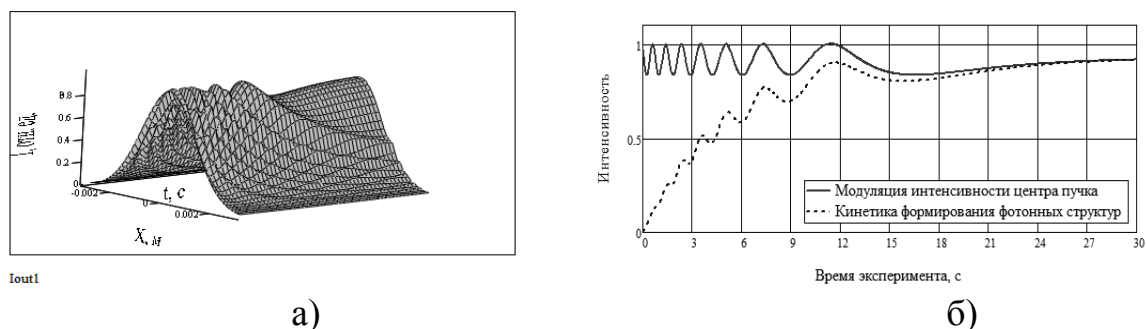 0.8
0.6
0.4
0.2
0
-0.002
0
0.002
t, c
X, м
Iout1
а)
Интенсивность
1
0.5
0
3
6
9
12
15
18
21
24
27
30
Модуляция интенсивности центра пучка
Кинетика формирования фотонных структур
Время эксперимента, с
б)